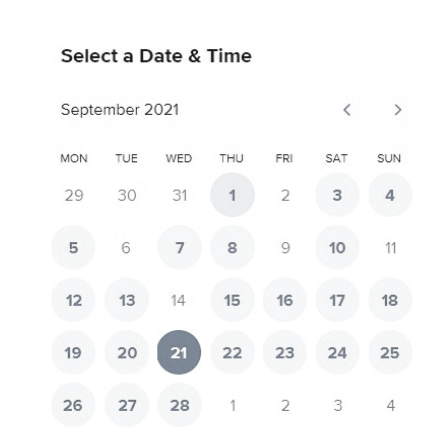 Select a Date & Time
September 2021
MON TUE WED THU FRI SAT SUN
29 30 31 1 2 3 4
5 6 7 8 9 10 11
12 13 14 15 16 17 18
19 20 21 22 23 24 25
26 27 28 1 2 3 4